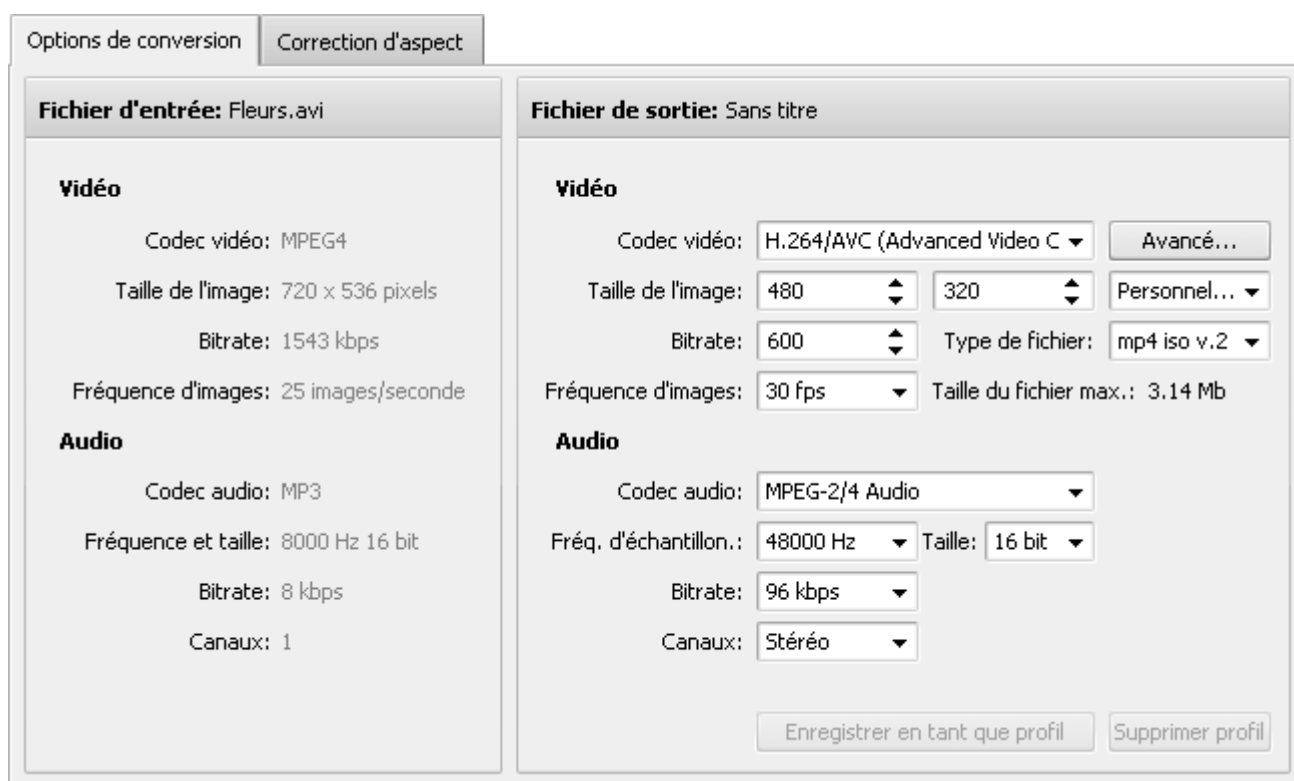 Options de conversion
Correction d'aspect
Fichier d'entrée: Fleurs.avi
Vidéo
Codec vidéo: MPEG4
Taille de l'image: 720 x 536 pixels
Bitrate: 1543 kbps
Fréquence d'images: 25 images/seconde
Audio
Codec audio: MP3
Fréquence et taille: 8000 Hz 16 bit
Bitrate: 8 kbps
Canaux: 1
Fichier de sortie: Sans titre
Vidéo
Codec vidéo: H.264/AVC (Advanced Video C Avancé...
Taille de l'image: 480 320 Personnel...
Bitrate: 600 Type de fichier: mp4 iso v.2
Fréquence d'images: 30 fps Taille du fichier max.: 3.14 Mb
Audio
Codec audio: MPEG-2/4 Audio
Fréq. d'échantillon.: 48000 Hz Taille: 16 bit
Bitrate: 96 kbps
Canaux: Stéréo
Enregistrer en tant que profil Supprimer profil